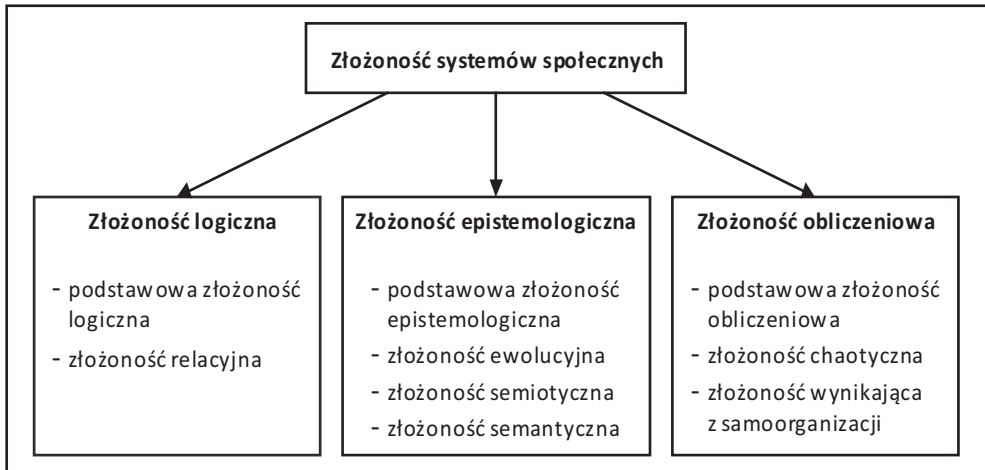 Złożoność systemów społecznych
Złożoność logiczna
- podstawowa złożoność
logiczna
- złożoność relacyjna
Złożoność epistemologiczna
- podstawowa złożoność
epistemologiczna
- złożoność ewolucyjna
- złożoność semiotyczna
- złożoność semantyczna
Złożoność obliczeniowa
- podstawowa złożoność
obliczeniowa
- złożoność chaotyczna
- złożoność wynikająca
z samoorganizacji